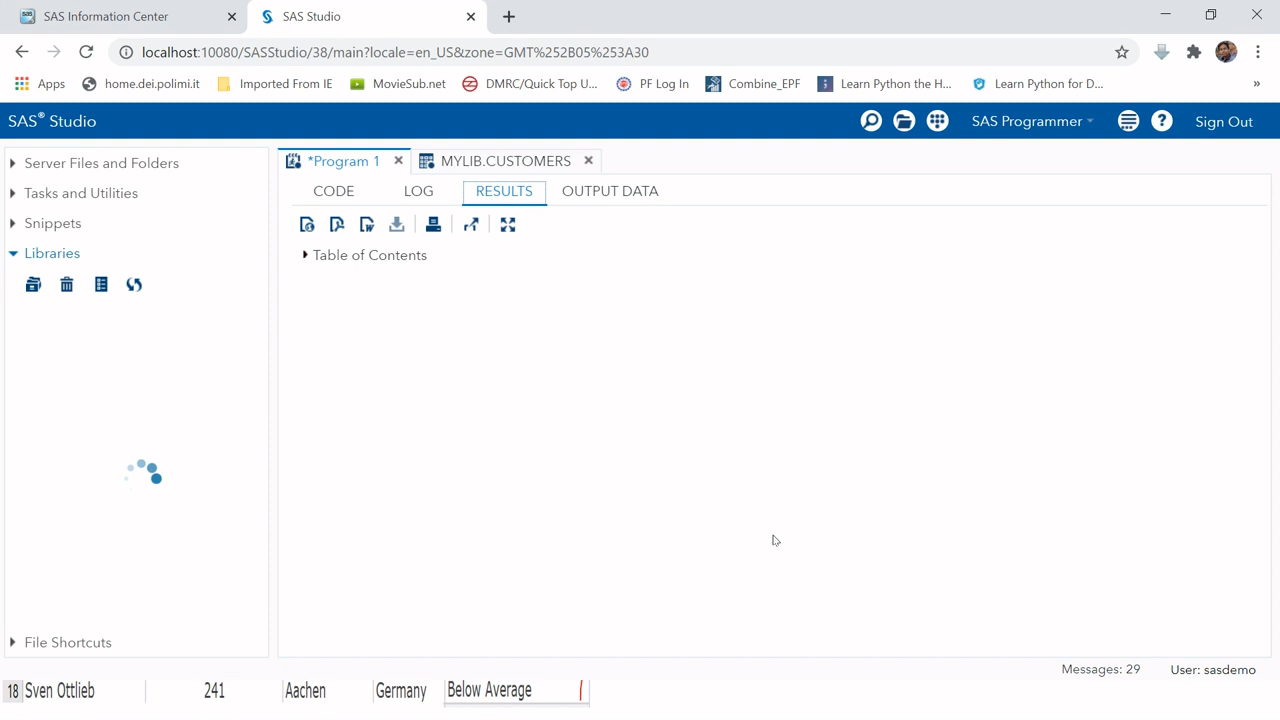 SAS Information Center
SAS Studio
localhost:10080/SASStudio/38/main?locale=en_US&zone=GMT%252B05%253A30
Apps home.dei.polimi.it Imported From IE MovieSub.net DMRC/Quick Top U... PF Log In Combine_EPF Learn Python the H... Learn Python for D... »
SAS® Studio
SAS Programmer
Sign Out
Server Files and Folders
Tasks and Utilities
Snippets
Libraries
File Shortcuts
*Program 1
MYLIB.CUSTOMERS
CODE LOG RESULTS OUTPUT DATA
Table of Contents
Messages: 29 User: sasdemo
18 Sven Ottlieb 241 Aachen Germany Below Average